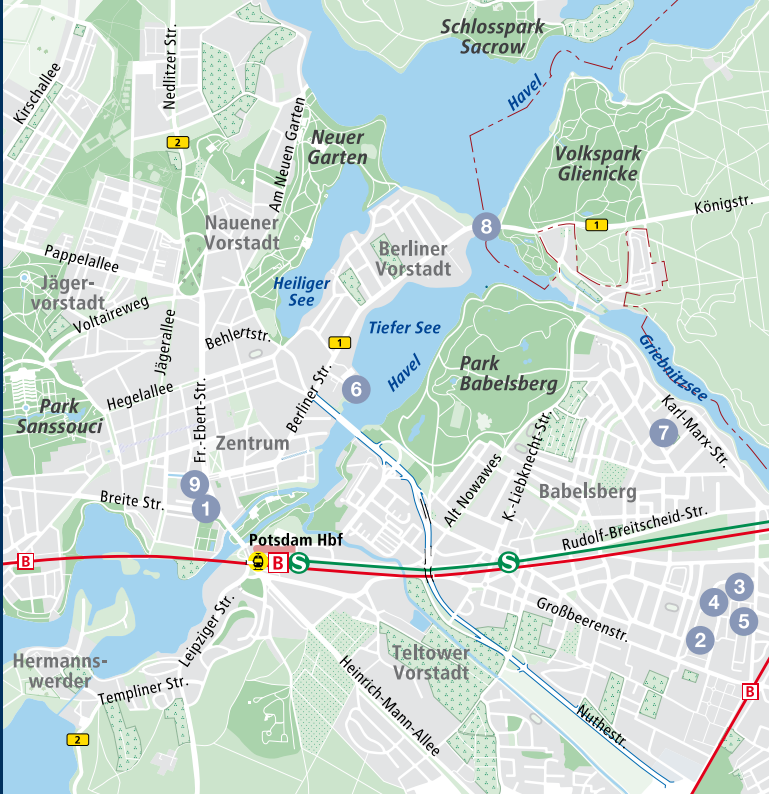 Schlosspark
Sacrow
Kirschallee
Nedlitzer Str.
Havel
Am Neuen Garten
Neuer
Garten
2
Volkspark
Glienicke
Königstr.
1
8
Nauener
Vorstadt
Berliner
Vorstadt
Pappelallee
Jäger-
vorstadt
Heiliger
See
Voltaireweg
Jägerallee
Behlertstr.
1
Tiefer See
Havel
Griebnitzsee
Park
Babelsberg
Hegelallee
Park
Sanssouci
Fr.-Ebert-Str.
Berliner Str.
6
Karl-Marx-Str.
7
Zentrum
K.-Liebknecht-Str.
Alt Nowawes
Babelsberg
9
1
Breite Str.
Rudolf-Breitscheid-Str.
Potsdam Hbf
B
B
S
S
3
4
5
2
Großbeerenstr.
Leipziger Str.
Hermanns-
werder
Teltower
Vorstadt
Templiner Str.
Heinrich-Mann-Allee
B
Nuthestr.
2